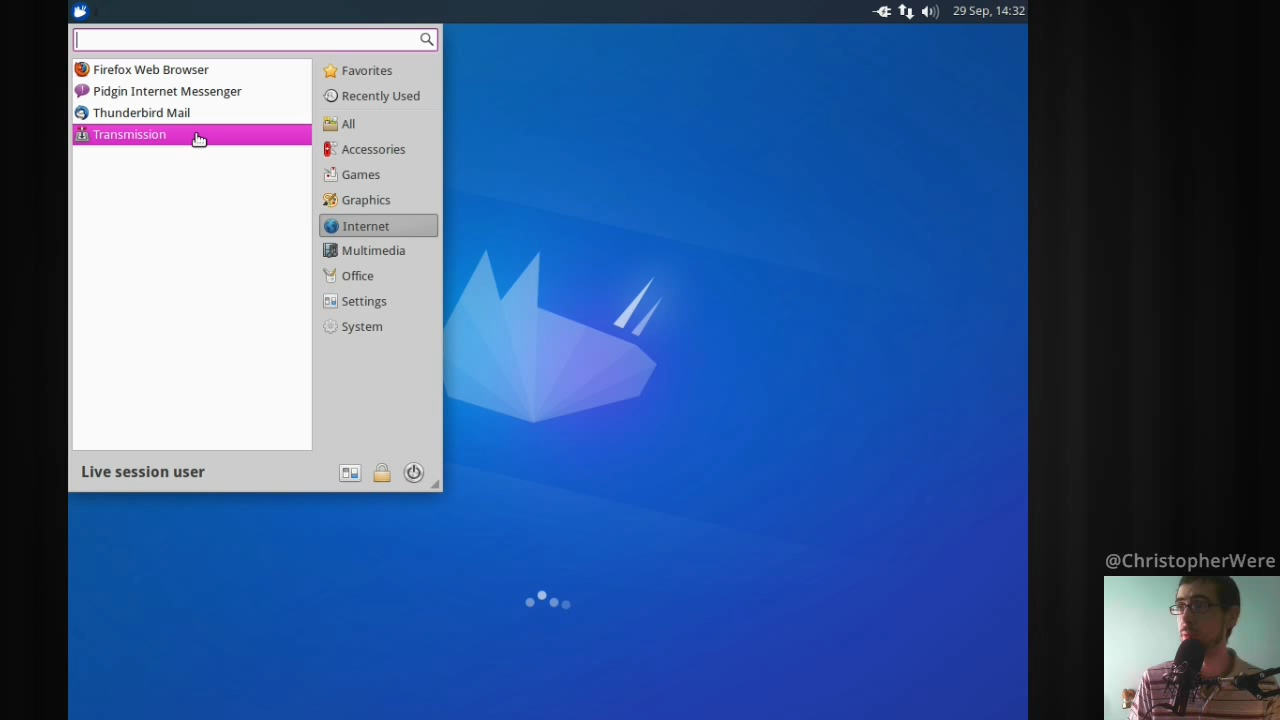 29 Sep, 14:32
Firefox Web Browser
Pidgin Internet Messenger
Thunderbird Mail
Transmission
Favorites
Recently Used
All
Accessories
Games
Graphics
Internet
Multimedia
Office
Settings
System
Live session user
@ChristopherWere